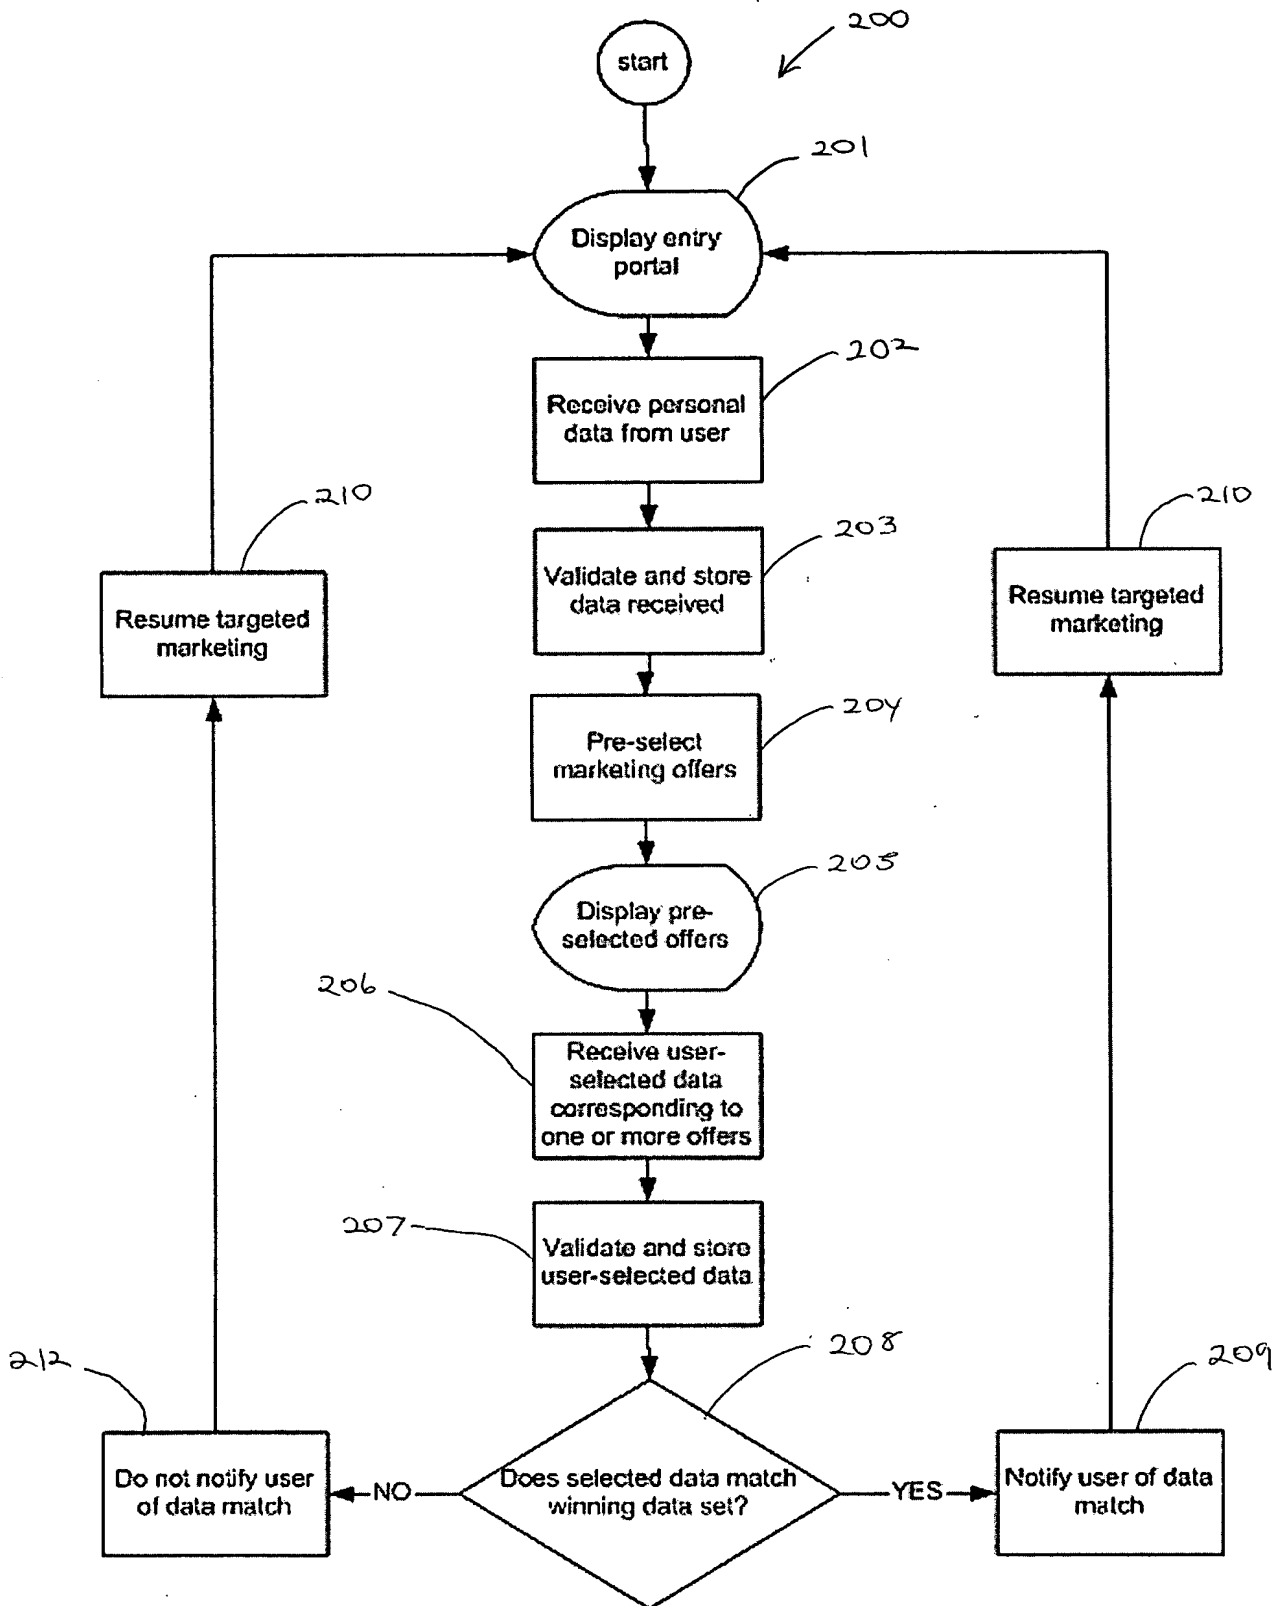 200
start
201
Display entry
portal
202
Receive personal
data from user
210
210
203
Validate and store
data received
Resume targeted
marketing
Resume targeted
marketing
204
Pre-select
marketing offers
205
Display pre-
selected offers
206
Receive user-
selected data
corresponding to
one or more offers
207
Validate and store
user-selected data
208
212
209
Do not notify user
of data match
NO
Does selected data match
winning data set?
YES
Notify user of data
match